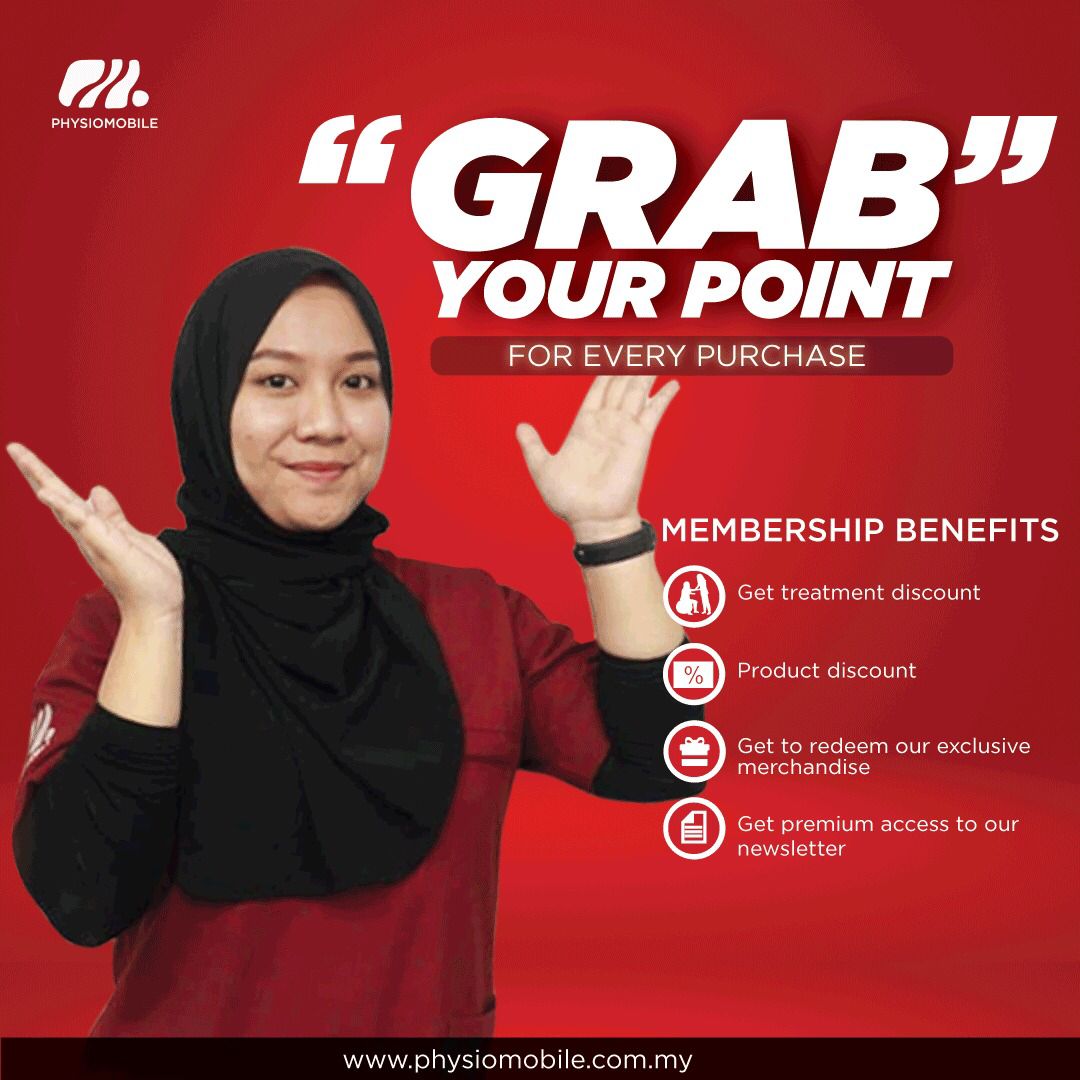 PHYSIOMOBILE
“GRAB”
YOUR POINT
FOR EVERY PURCHASE
MEMBERSHIP BENEFITS
Get treatment discount
%
Product discount
Get to redeem our exclusive
merchandise
Get premium access to our
newsletter
www.physiomobile.com.my